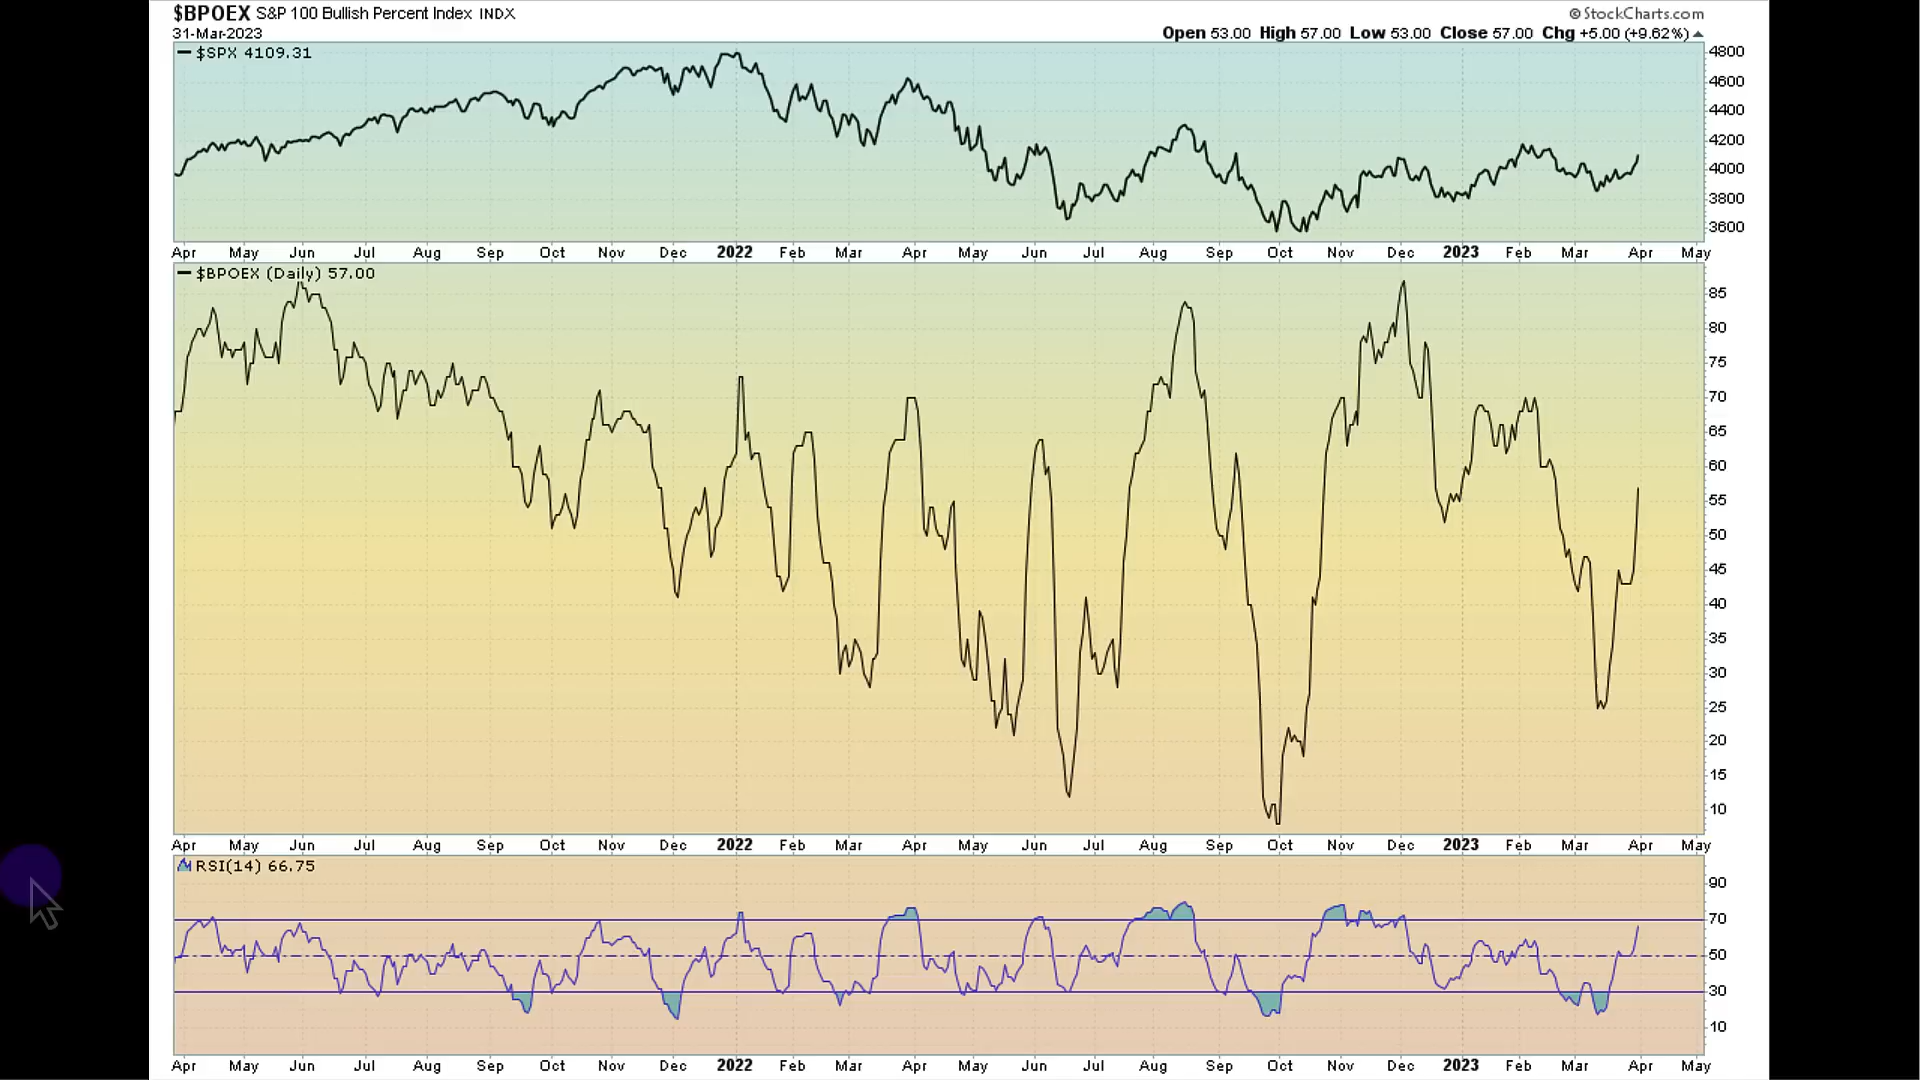 $BPOEX S&P 100 Bullish Percent Index INDX
© StockCharts.com
31-Mar-2023
Open 53.00 High 57.00 Low 53.00 Close 57.00 Chg +5.00 (+9.62%)
$SPX 4109.31
4800
4600
4400
4200
4000
3800
3600
Apr May Jun Jul Aug Sep Oct Nov Dec 2022 Feb Mar Apr May Jun Jul Aug Sep Oct Nov Dec 2023 Feb Mar Apr May
$BPOEX (Daily) 57.00
85
80
75
70
65
60
55
50
45
40
35
30
25
20
15
10
Apr May Jun Jul Aug Sep Oct Nov Dec 2022 Feb Mar Apr May Jun Jul Aug Sep Oct Nov Dec 2023 Feb Mar Apr May
RSI(14) 66.75
90
70
50
30
10
Apr May Jun Jul Aug Sep Oct Nov Dec 2022 Feb Mar Apr May Jun Jul Aug Sep Oct Nov Dec 2023 Feb Mar Apr May